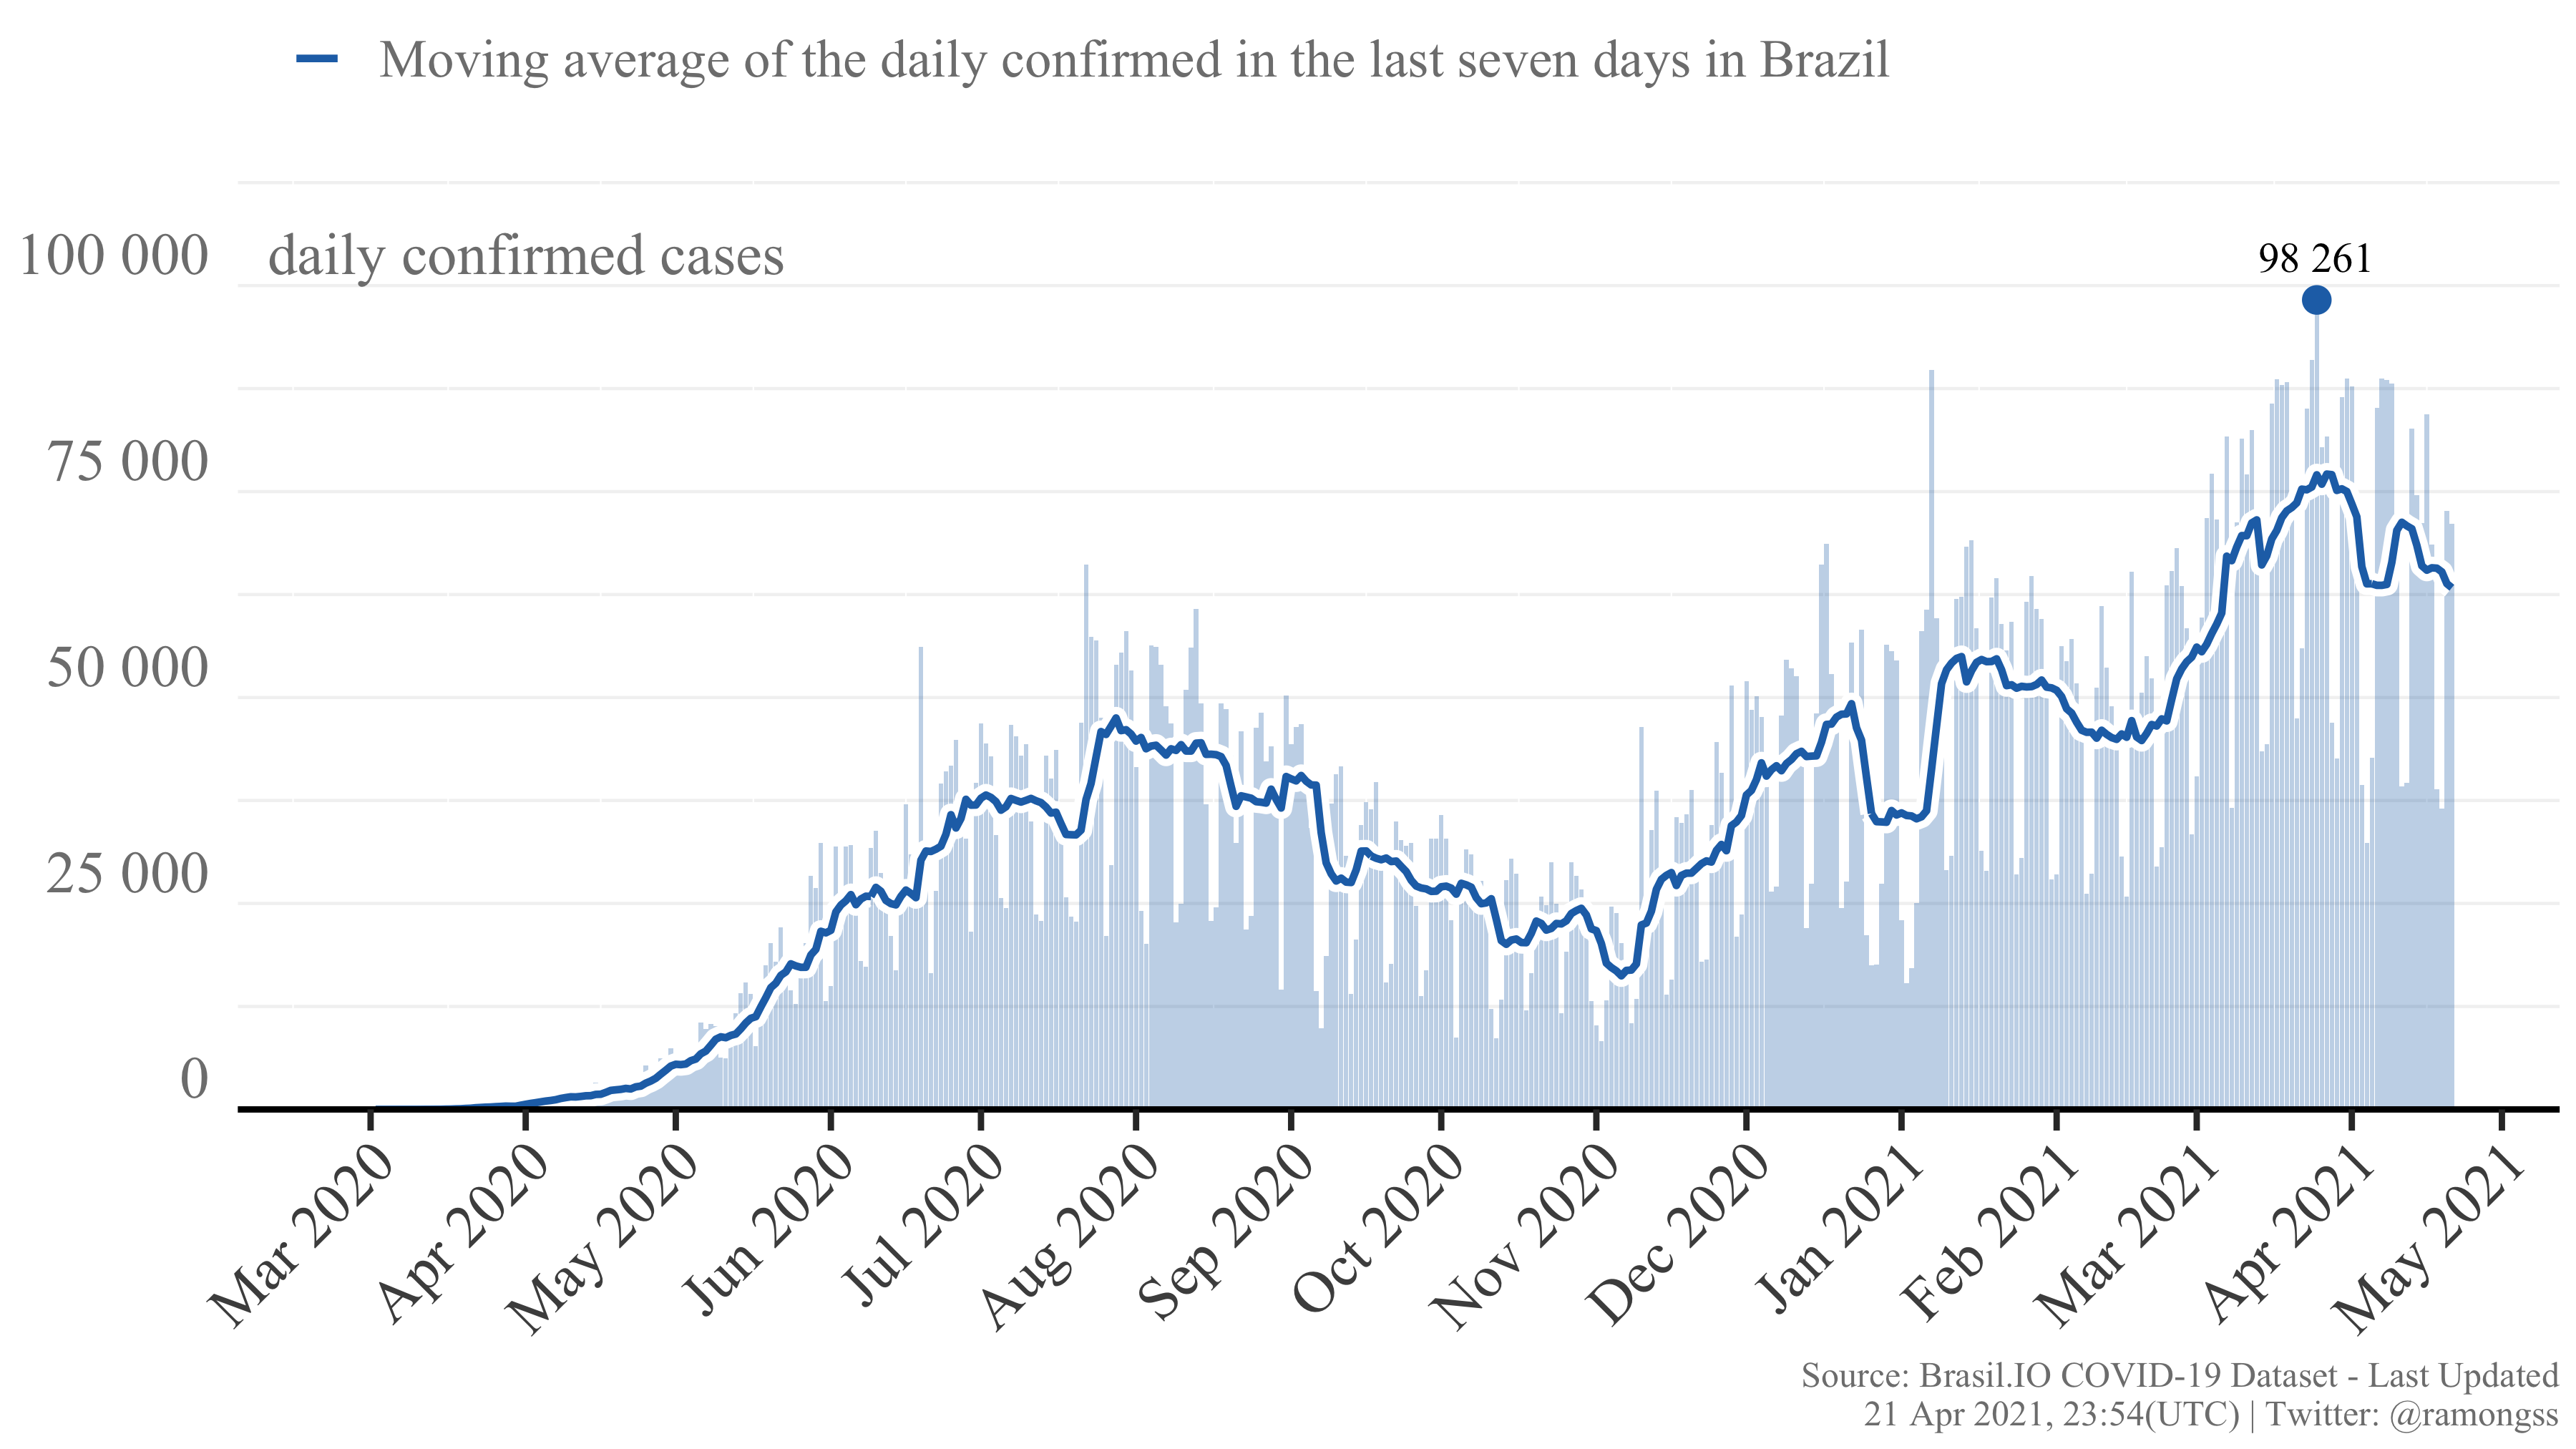 Moving average of the daily confirmed in the last seven days in Brazil
daily confirmed cases
98 261
100 000
75 000
50 000
25 000
0
Mar 2020
Apr 2020
May 2020
Jun 2020
Jul 2020
Aug 2020
Sep 2020
Oct 2020
Nov 2020
Dec 2020
Jan 2021
Feb 2021
Mar 2021
Apr 2021
May 2021
Source: Brasil.IO COVID-19 Dataset - Last Updated
21 Apr 2021, 23:54(UTC) | Twitter: @ramongss